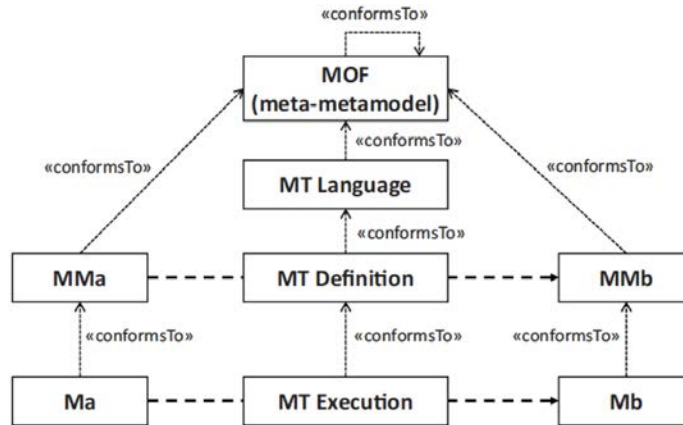 «conformsTo»
MOF
(meta-metamodel)
«conformsTo»
«conformsTo»
«conformsTo»
MT Language
«conformsTo»
MMa
MT Definition
MMb
«conformsTo»
«conformsTo»
«conformsTo»
Ma
MT Execution
Mb